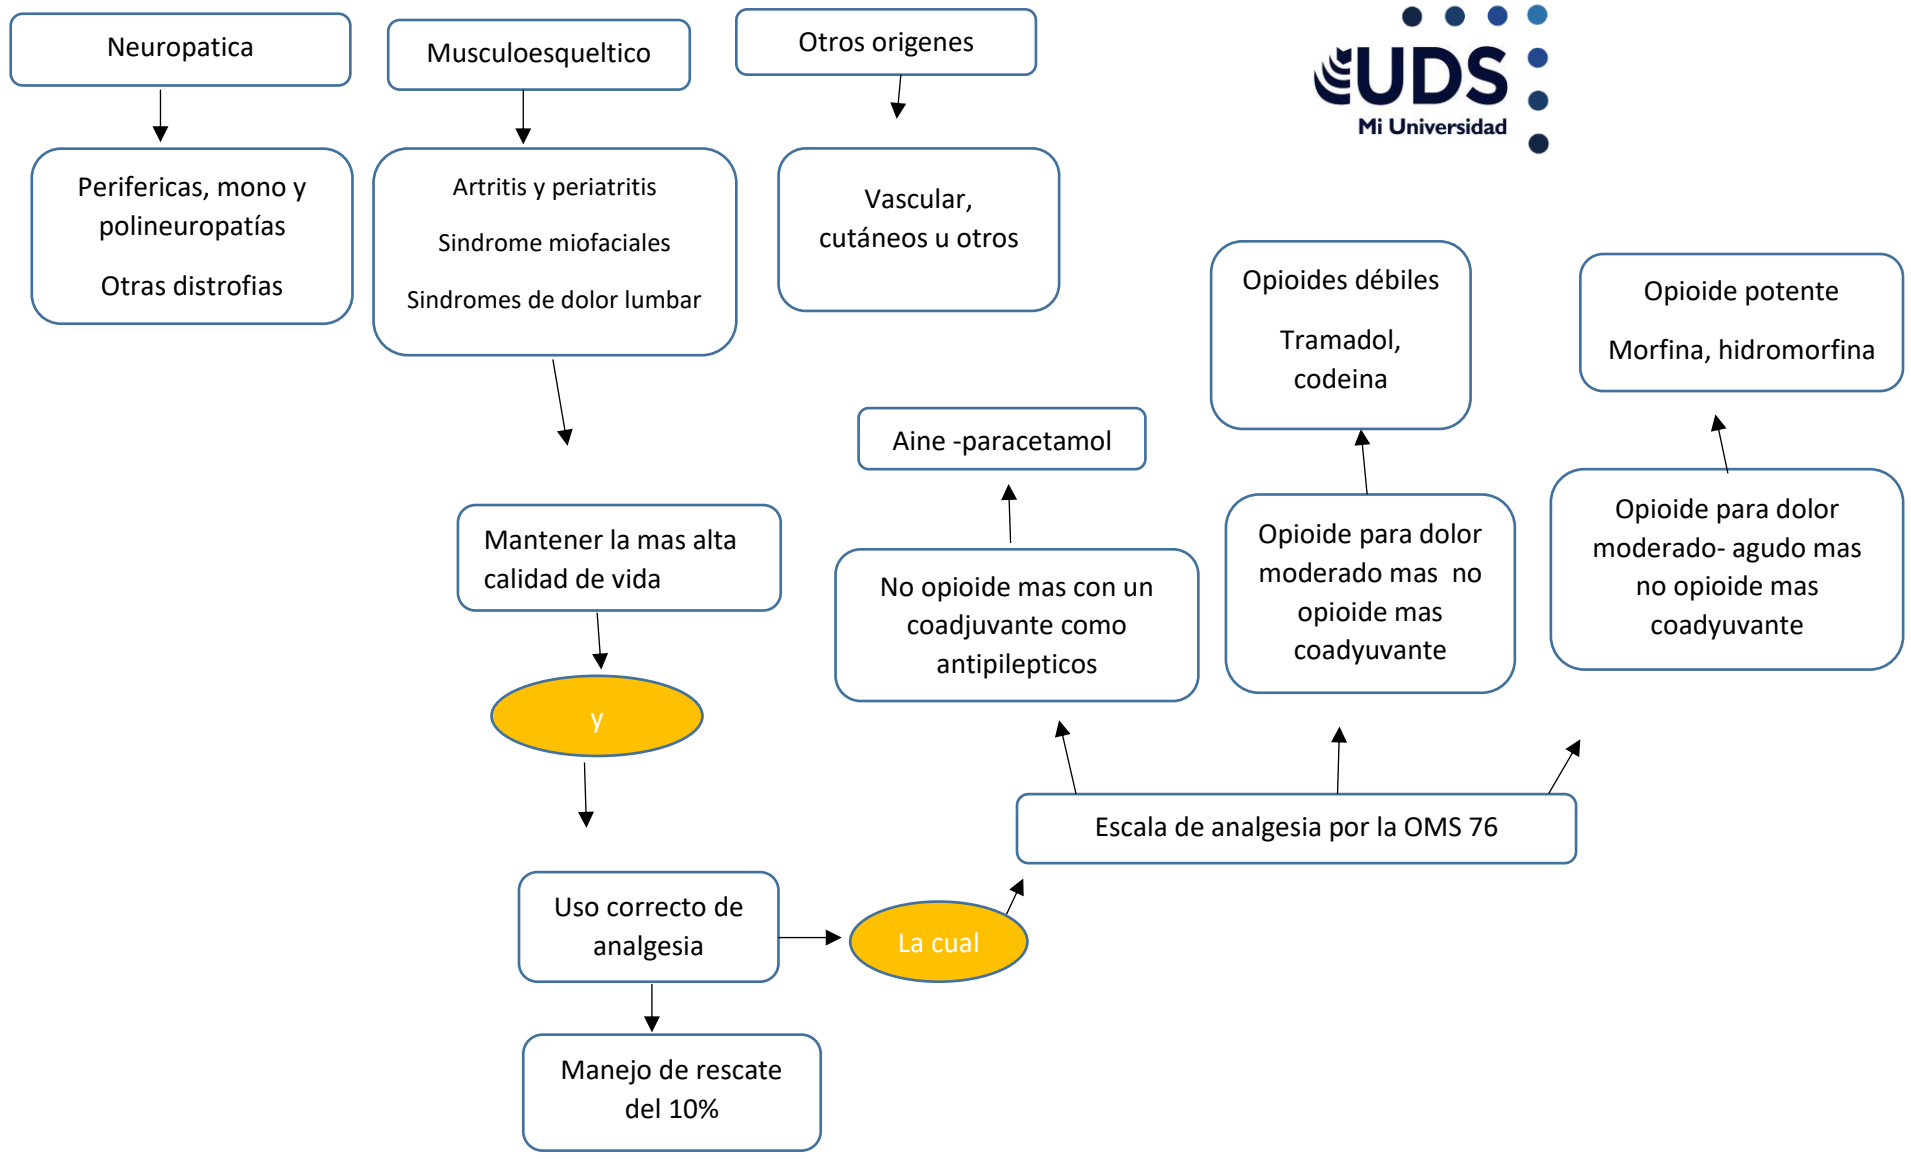 Neuropatica
Musculoesqueltico
Otros origenes
UDS
Mi Universidad
Perifericas, mono y
polineuropatías
Otras distrofias
Artritis y periatritis
Sindrome miofaciales
Sindromes de dolor lumbar
Vascular,
cutáneos u otros
Opioides débiles
Tramadol,
codeina
Opioide potente
Morfina, hidromorfina
Aine -paracetamol
Mantener la mas alta
calidad de vida
No opioide mas con un
coadjuvante como
antipilepticos
Opioide para dolor
moderado mas no
opioide mas
coadyuvante
Opioide para dolor
moderado- agudo mas
no opioide mas
coadyuvante
y
Escala de analgesia por la OMS 76
Uso correcto de
analgesia
La cual
Manejo de rescate
del 10%